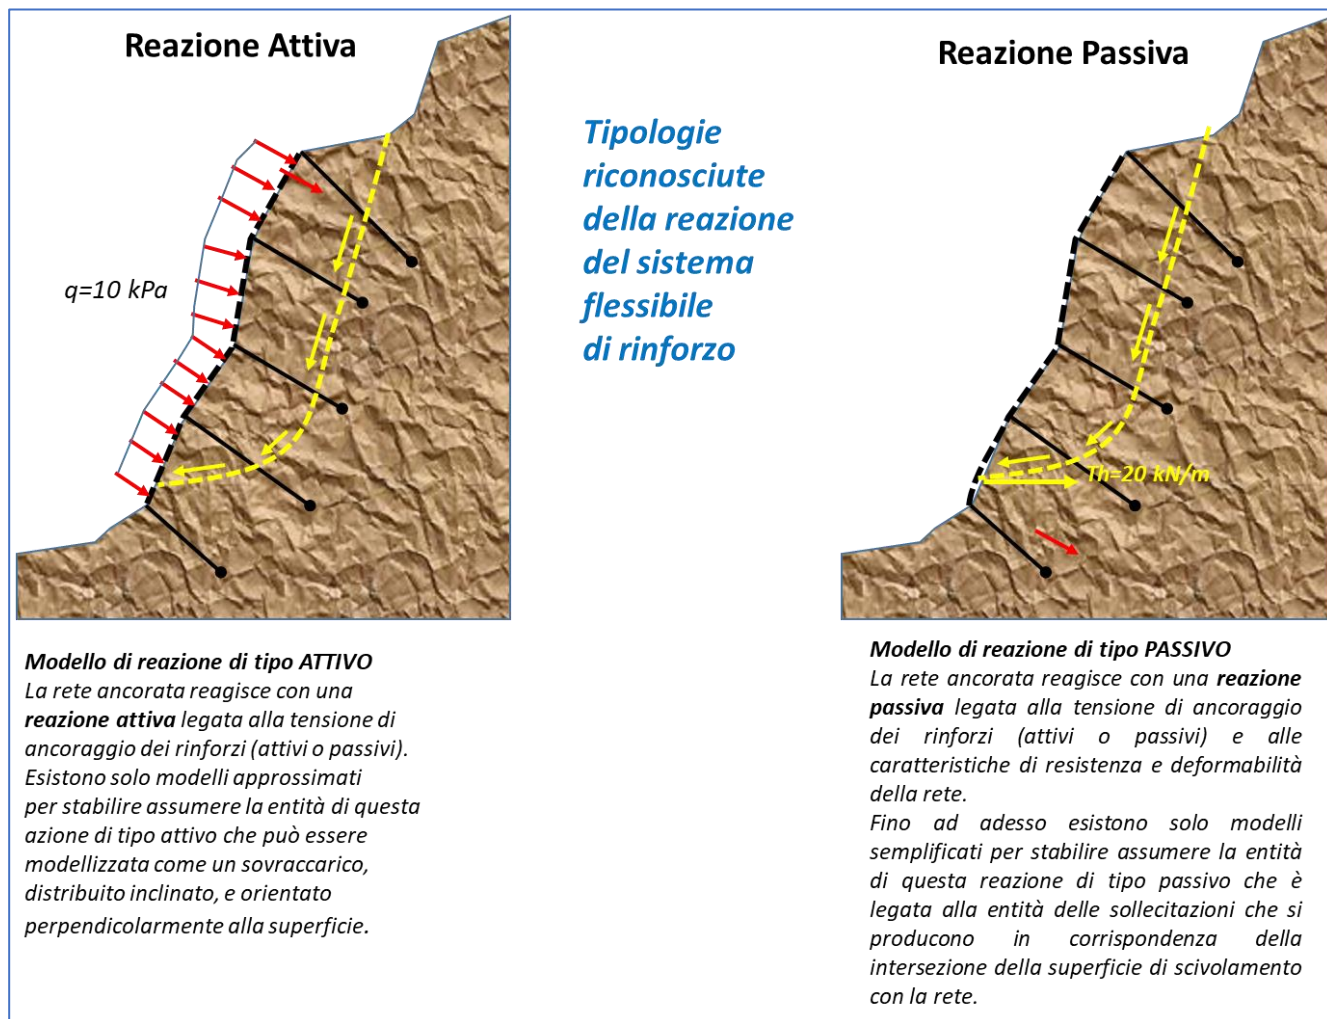 Reazione Attiva
q=10 kPa
Tipologie
riconosciute
della reazione
del sistema
flessibile
di rinforzo
Reazione Passiva
Th=20 kN/m
Modello di reazione di tipo ATTIVO
La rete ancorata reagisce con una
reazione attiva legata alla tensione di
ancoraggio dei rinforzi (attivi o passivi).
Esistono solo modelli approssimati
per stabilire assumere la entità di questa
azione di tipo attivo che può essere
modellizzata come un sovraccarico,
distribuito inclinato, e orientato
perpendicolarmente alla superficie.
Modello di reazione di tipo PASSIVO
La rete ancorata reagisce con una reazione
passiva legata alla tensione di ancoraggio
dei rinforzi (attivi o passivi) e alle
caratteristiche di resistenza e deformabilità
della rete.
Fino ad adesso esistono solo modelli
semplificati per stabilire assumere la entità
di questa reazione di tipo passivo che è
legata alla entità delle sollecitazioni che si
producono in corrispondenza della
intersezione della superficie di scivolamento
con la rete.